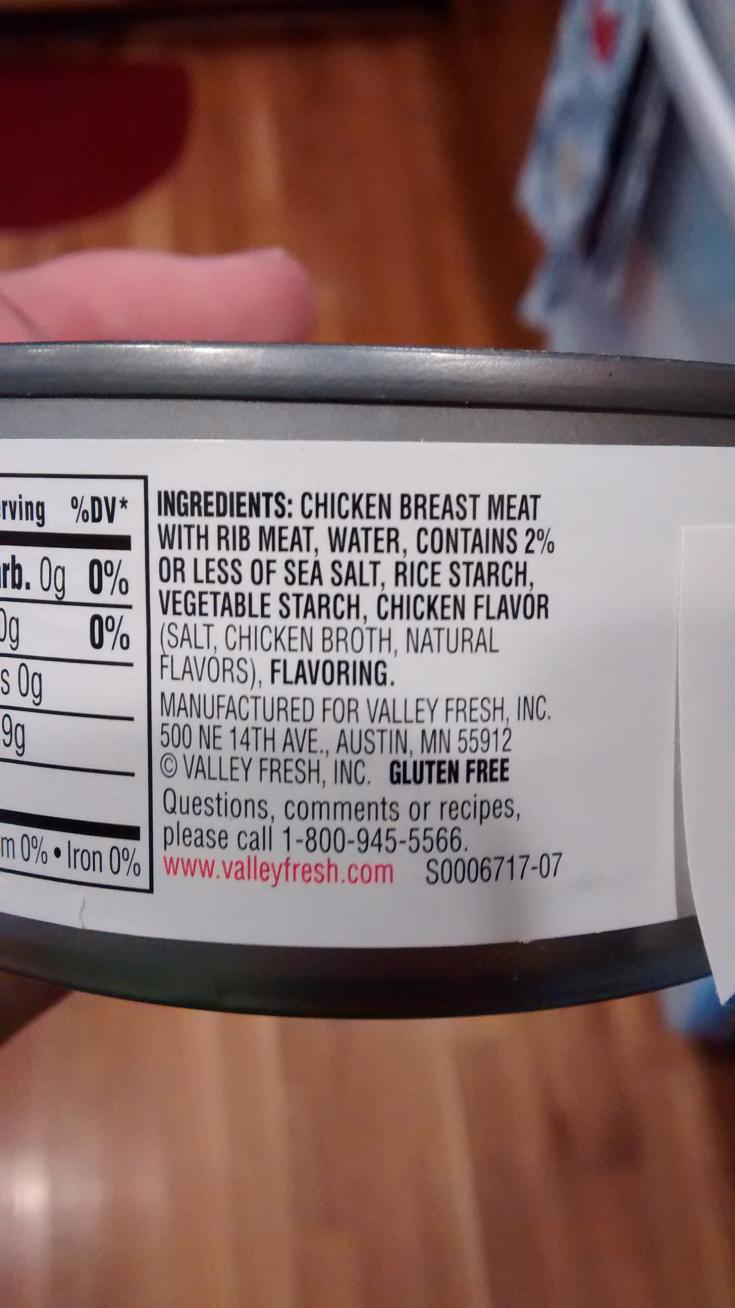 erving %DV*
arb. 0g 0%
0g 0%
s 0g
9g
m 0% • Iron 0%
INGREDIENTS: CHICKEN BREAST MEAT
WITH RIB MEAT, WATER, CONTAINS 2%
OR LESS OF SEA SALT, RICE STARCH,
VEGETABLE STARCH, CHICKEN FLAVOR
(SALT, CHICKEN BROTH, NATURAL
FLAVORS), FLAVORING.
MANUFACTURED FOR VALLEY FRESH, INC.
500 NE 14TH AVE., AUSTIN, MN 55912
© VALLEY FRESH, INC. GLUTEN FREE
Questions, comments or recipes,
please call 1-800-945-5566.
www.valleyfresh.com S0006717-07